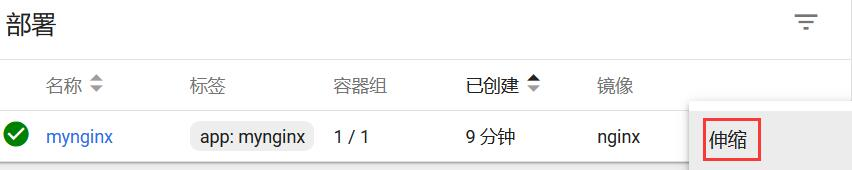 部署
名称 标签 容器组 已创建 镜像
mynginx app: mynginx 1 / 1 9 分钟 nginx 伸缩